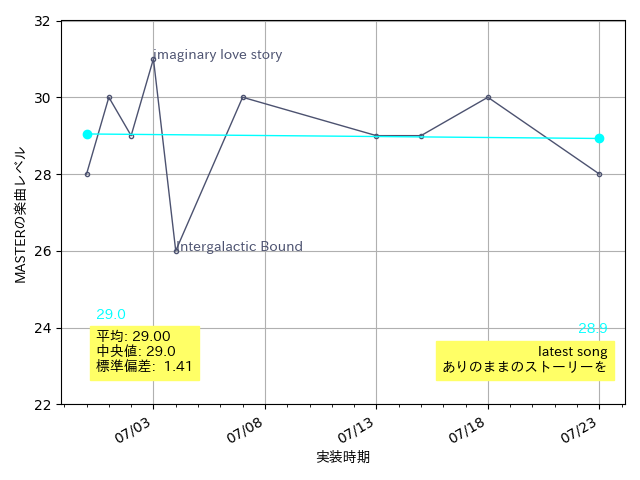 32
30
28
26
24
22
MASTERの楽曲レベル
imaginary love story
Intergalactic Bound
29.0
平均: 29.00
中央値: 29.0
標準偏差: 1.41
28.9
latest song
ありのままのストーリーを
07/03
07/08
07/13
07/18
07/23
実装時期